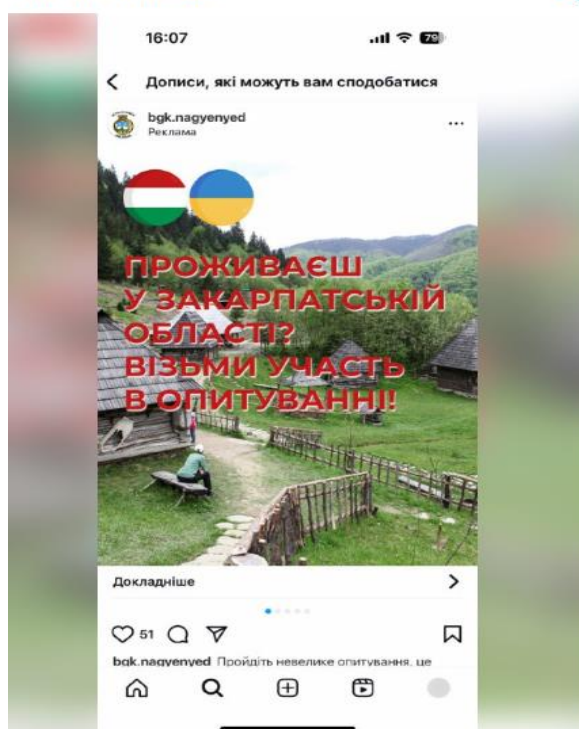 16:07
79
Дописи, які можуть вам сподобатися
bgk.nagyenyed
Реклама
ПРОЖИВАЄШ
У ЗАКАРПАТСЬКІЙ
ОБЛАСТІ?
ВІЗЬМИ УЧАСТЬ
В ОПИТУВАННІ!
Докладніше
51
bgk.nagyenyed Пройдіть невелике опитування, це